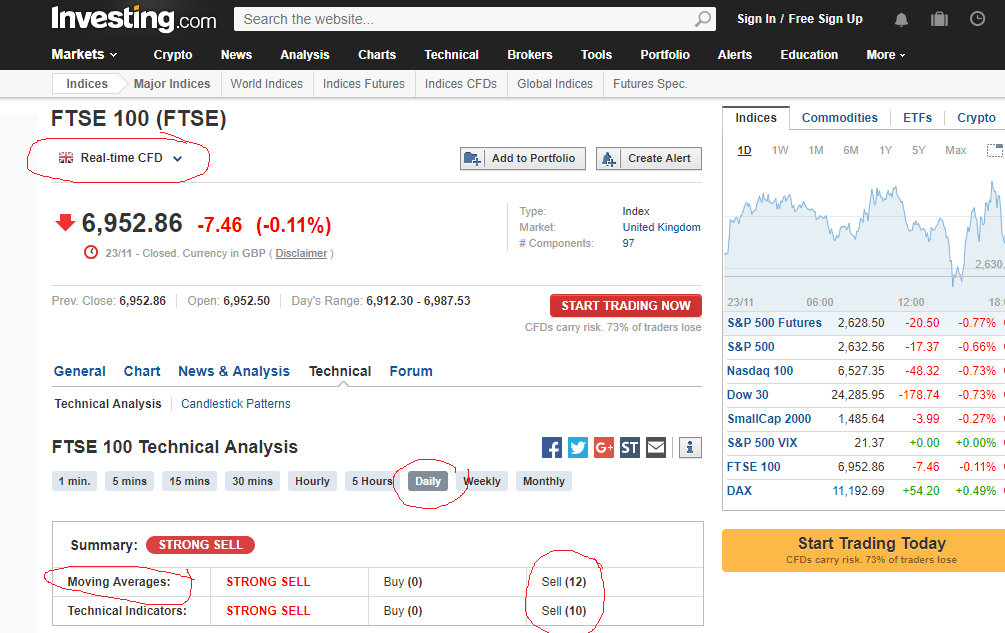 Investing.com
Search the website...
Sign In / Free Sign Up
Markets Crypto News Analysis Charts Technical Brokers Tools Portfolio Alerts Education More
Indices Major Indices World Indices Indices Futures Indices CFDs Global Indices Futures Spec.
FTSE 100 (FTSE)
Real-time CFD
Add to Portfolio
Create Alert
6,952.86 -7.46 (-0.11%)
23/11 - Closed. Currency in GBP ( Disclaimer )
Type: Index
Market: United Kingdom
# Components: 97
Prev. Close: 6,952.86 Open: 6,952.50 Day's Range: 6,912.30 - 6,987.53
START TRADING NOW
CFDs carry risk. 73% of traders lose
General Chart News & Analysis Technical Forum
Technical Analysis Candlestick Patterns
FTSE 100 Technical Analysis
f G+ ST i
1 min. 5 mins 15 mins 30 mins Hourly 5 Hours Daily Weekly Monthly
Summary: STRONG SELL
Moving Averages: STRONG SELL Buy (0) Sell (12)
Technical Indicators: STRONG SELL Buy (0) Sell (10)
Indices Commodities ETFs Crypto
1D 1W 1M 6M 1Y 5Y Max
2,630.
23/11 06:00 12:00 18:
S&P 500 Futures 2,628.50 -20.50 -0.77%
S&P 500 2,632.56 -17.37 -0.66%
Nasdaq 100 6,527.35 -48.32 -0.73%
Dow 30 24,285.95 -178.74 -0.73%
SmallCap 2000 1,485.64 -3.99 -0.27%
S&P 500 VIX 21.37 +0.00 +0.00%
FTSE 100 6,952.86 -7.46 -0.11%
DAX 11,192.69 +54.20 +0.49%
Start Trading Today
CFDs carry risk. 73% of traders lose